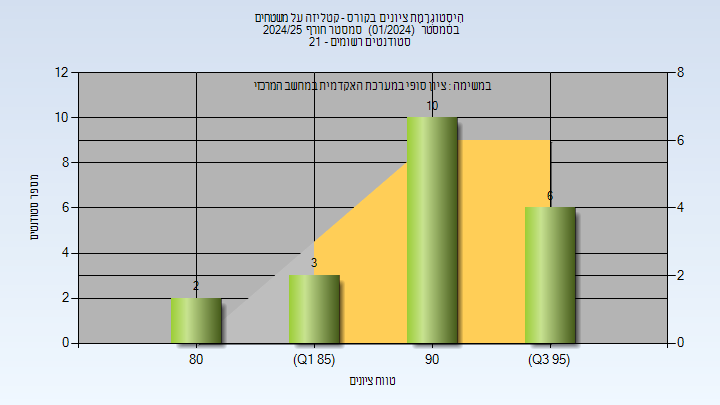 הִיסְטוֹגְרָמַת ציונים בקורס - קטליזה על משטחים
בסמסטר (01/2024) סמסטר חורף 2024/25
סטודנטים רשומים - 21
במשימה : ציון סופי במערכת האקדמית במחשב המרכזי
מספר סטודנטים
12
10
8
6
4
2
0
8
6
4
2
0
2
3
10
6
80
(Q1 85)
90
(Q3 95)
טווח ציונים